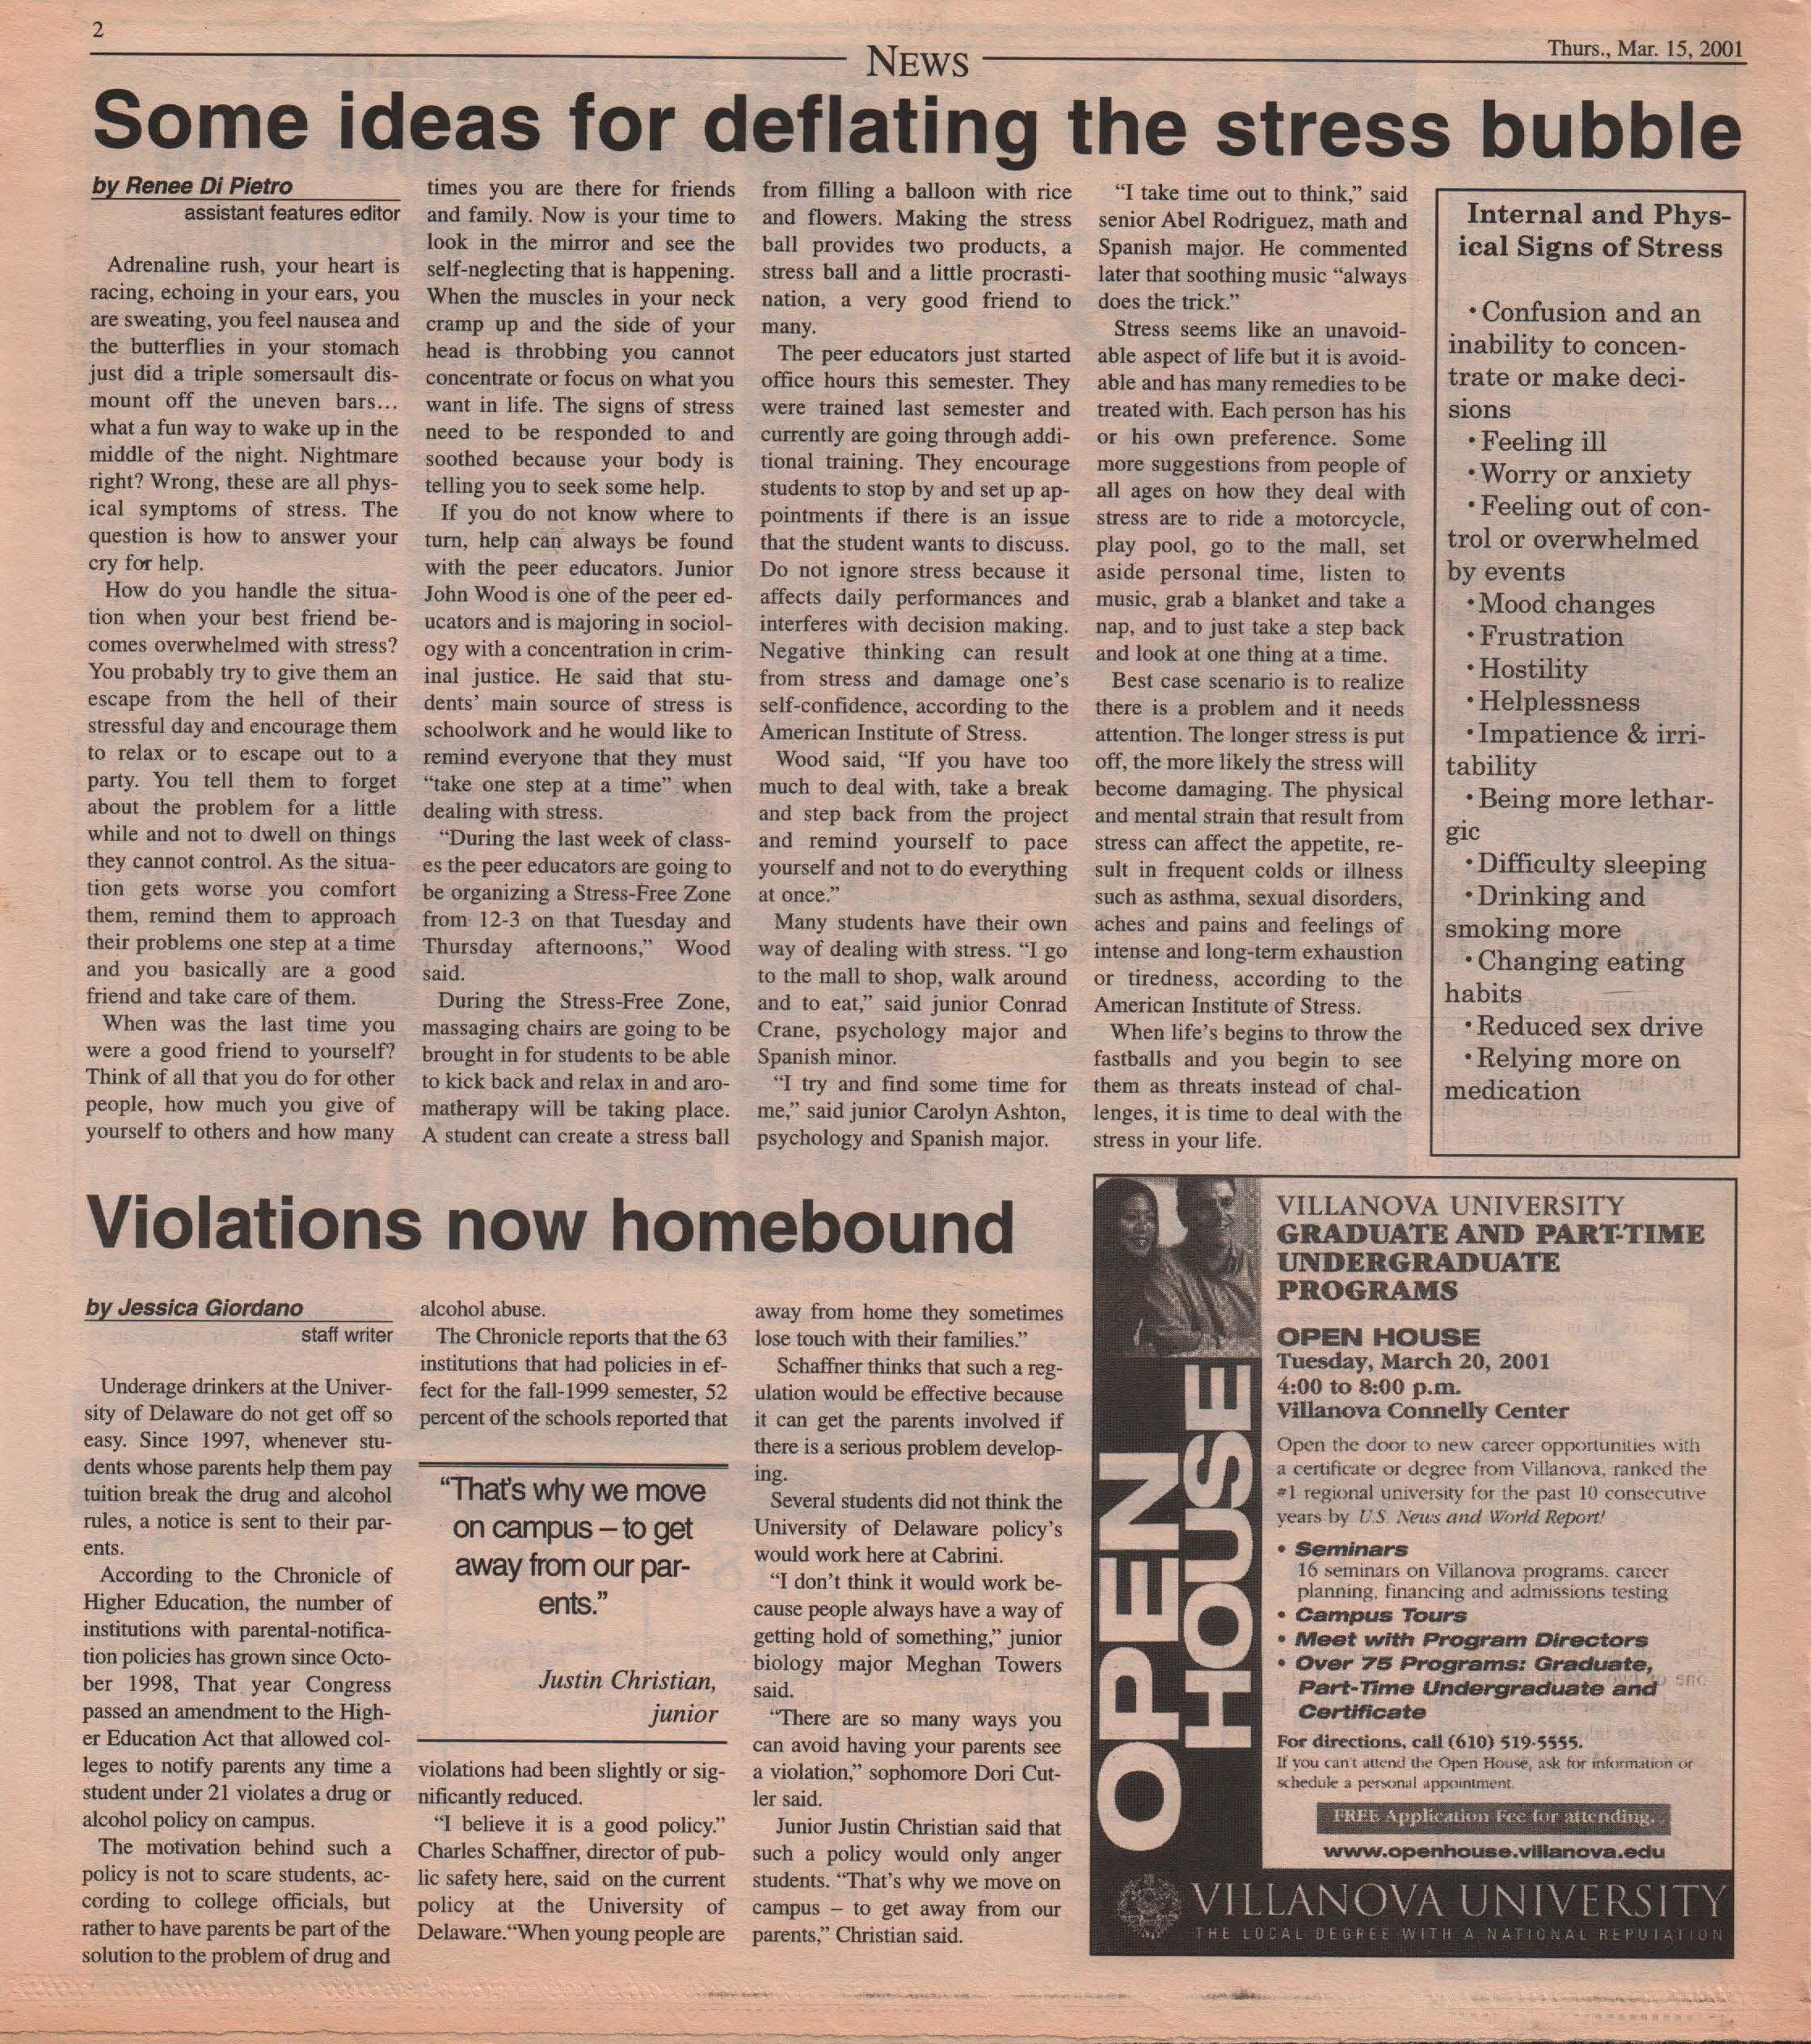 2
NEWS
Thurs., Mar. 15, 2001
Some ideas for deflating the stress bubble
by Renee Di Pietro
assistant features editor
Adrenaline rush, your heart is
racing, echoing in your ears, you
are sweating, you feel nausea and
the butterflies in your stomach
just did a triple somersault dis-
mount off the uneven bars...
what a fun way to wake up in the
middle of the night. Nightmare
right? Wrong, these are all phys-
ical symptoms of stress. The
question is how to answer your
cry for help.
How do you handle the situa-
tion when your best friend be-
comes overwhelmed with stress?
You probably try to give them an
escape from the hell of their
stressful day and encourage them
to relax or to escape out to a
party. You tell them to forget
about the problem for a little
while and not to dwell on things
they cannot control. As the situa-
tion gets worse you comfort
them, remind them to approach
their problems one step at a time
and you basically are a good
friend and take care of them.
When was the last time you
were a good friend to yourself?
Think of all that you do for other
people, how much you give of
yourself to others and how many
times you are there for friends
and family. Now is your time to
look in the mirror and see the
self-neglecting that is happening.
When the muscles in your neck
cramp up and the side of your
head is throbbing you cannot
concentrate or focus on what you
want in life. The signs of stress
need to be responded to and
soothed because your body is
telling you to seek some help.
If you do not know where to
turn, help can always be found
with the peer educators. Junior
John Wood is one of the peer ed-
ucators and is majoring in sociol-
ogy with a concentration in crim-
inal justice. He said that stu-
dents' main source of stress is
schoolwork and he would like to
remind everyone that they must
“take one step at a time” when
dealing with stress.
“During the last week of class-
es the peer educators are going to
be organizing a Stress-Free Zone
from 12-3 on that Tuesday and
Thursday afternoons,” Wood
said.
During the Stress-Free Zone,
massaging chairs are going to be
brought in for students to be able
to kick back and relax in and aro-
matherapy will be taking place.
A student can create a stress ball
from filling a balloon with rice
and flowers. Making the stress
ball provides two products, a
stress ball and a little procrasti-
nation, a very good friend to
many.
The peer educators just started
office hours this semester. They
were trained last semester and
currently are going through addi-
tional training. They encourage
students to stop by and set up ap-
pointments if there is an issue
that the student wants to discuss.
Do not ignore stress because it
affects daily performances and
interferes with decision making.
Negative thinking can result
from stress and damage one's
self-confidence, according to the
American Institute of Stress.
Wood said, “If you have too
much to deal with, take a break
and step back from the project
and remind yourself to pace
yourself and not to do everything
at once.”
Many students have their own
way of dealing with stress. “I go
to the mall to shop, walk around
and to eat,” said junior Conrad
Crane, psychology major and
Spanish minor.
“I try and find some time for
me,” said junior Carolyn Ashton,
psychology and Spanish major.
“I take time out to think,” said
senior Abel Rodriguez, math and
Spanish major. He commented
later that soothing music “always
does the trick.”
Stress seems like an unavoid-
able aspect of life but it is avoid-
able and has many remedies to be
treated with. Each person has his
or his own preference. Some
more suggestions from people of
all ages on how they deal with
stress are to ride a motorcycle,
play pool, go to the mall, set
aside personal time, listen to
music, grab a blanket and take a
nap, and to just take a step back
and look at one thing at a time.
Best case scenario is to realize
there is a problem and it needs
attention. The longer stress is put
off, the more likely the stress will
become damaging. The physical
and mental strain that result from
stress can affect the appetite, re-
sult in frequent colds or illness
such as asthma, sexual disorders,
aches and pains and feelings of
intense and long-term exhaustion
or tiredness, according to the
American Institute of Stress.
When life's begins to throw the
fastballs and you begin to see
them as threats instead of chal-
lenges, it is time to deal with the
stress in your life.
Internal and Phys-
ical Signs of Stress
• Confusion and an
inability to concen-
trate or make deci-
sions
• Feeling ill
• Worry or anxiety
• Feeling out of con-
trol or overwhelmed
by events
• Mood changes
• Frustration
• Hostility
• Helplessness
• Impatience & irri-
tability
• Being more lethar-
gic
• Difficulty sleeping
• Drinking and
smoking more
• Changing eating
habits
• Reduced sex drive
• Relying more on
medication
Violations now homebound
by Jessica Giordano
staff writer
Underage drinkers at the Univer-
sity of Delaware do not get off so
easy. Since 1997, whenever stu-
dents whose parents help them pay
tuition break the drug and alcohol
rules, a notice is sent to their par-
ents.
According to the Chronicle of
Higher Education, the number of
institutions with parental-notifica-
tion policies has grown since Octo-
ber 1998, That year Congress
passed an amendment to the High-
er Education Act that allowed col-
leges to notify parents any time a
student under 21 violates a drug or
alcohol policy on campus.
The motivation behind such a
policy is not to scare students, ac-
cording to college officials, but
rather to have parents be part of the
solution to the problem of drug and
alcohol abuse.
The Chronicle reports that the 63
institutions that had policies in ef-
fect for the fall-1999 semester, 52
percent of the schools reported that
“That's why we move
on campus – to get
away from our par-
ents.”
Justin Christian,
junior
violations had been slightly or sig-
nificantly reduced.
“I believe it is a good policy.”
Charles Schaffner, director of pub-
lic safety here, said on the current
policy at the University of
Delaware.“When young people are
away from home they sometimes
lose touch with their families.”
Schaffner thinks that such a reg-
ulation would be effective because
it can get the parents involved if
there is a serious problem develop-
ing.
Several students did not think the
University of Delaware policy's
would work here at Cabrini.
“I don't think it would work be-
cause people always have a way of
getting hold of something,” junior
biology major Meghan Towers
said.
“There are so many ways you
can avoid having your parents see
a violation,” sophomore Dori Cut-
ler said.
Junior Justin Christian said that
such a policy would only anger
students. “That's why we move on
campus – to get away from our
parents,” Christian said.
OPEN
HOUSE
VILLANOVA UNIVERSITY
GRADUATE AND PART-TIME
UNDERGRADUATE
PROGRAMS
OPEN HOUSE
Tuesday, March 20, 2001
4:00 to 8:00 p.m.
Villanova Connelly Center
Open the door to new career opportunities with
a certificate or degree from Villanova, ranked the
#1 regional university for the past 10 consecutive
years by U.S. News and World Report!
• Seminars
16 seminars on Villanova programs, career
planning, financing and admissions testing
• Campus Tours
• Meet with Program Directors
• Over 75 Programs: Graduate,
Part-Time Undergraduate and
Certificate
For directions, call (610) 519-5555.
If you can't attend the Open House, ask for information or
schedule a personal appointment.
FREE Application Fee for attending.
www.openhouse.villanova.edu
VILLANOVA UNIVERSITY
THE LOCAL DEGREE WITH A NATIONAL REPUTATION